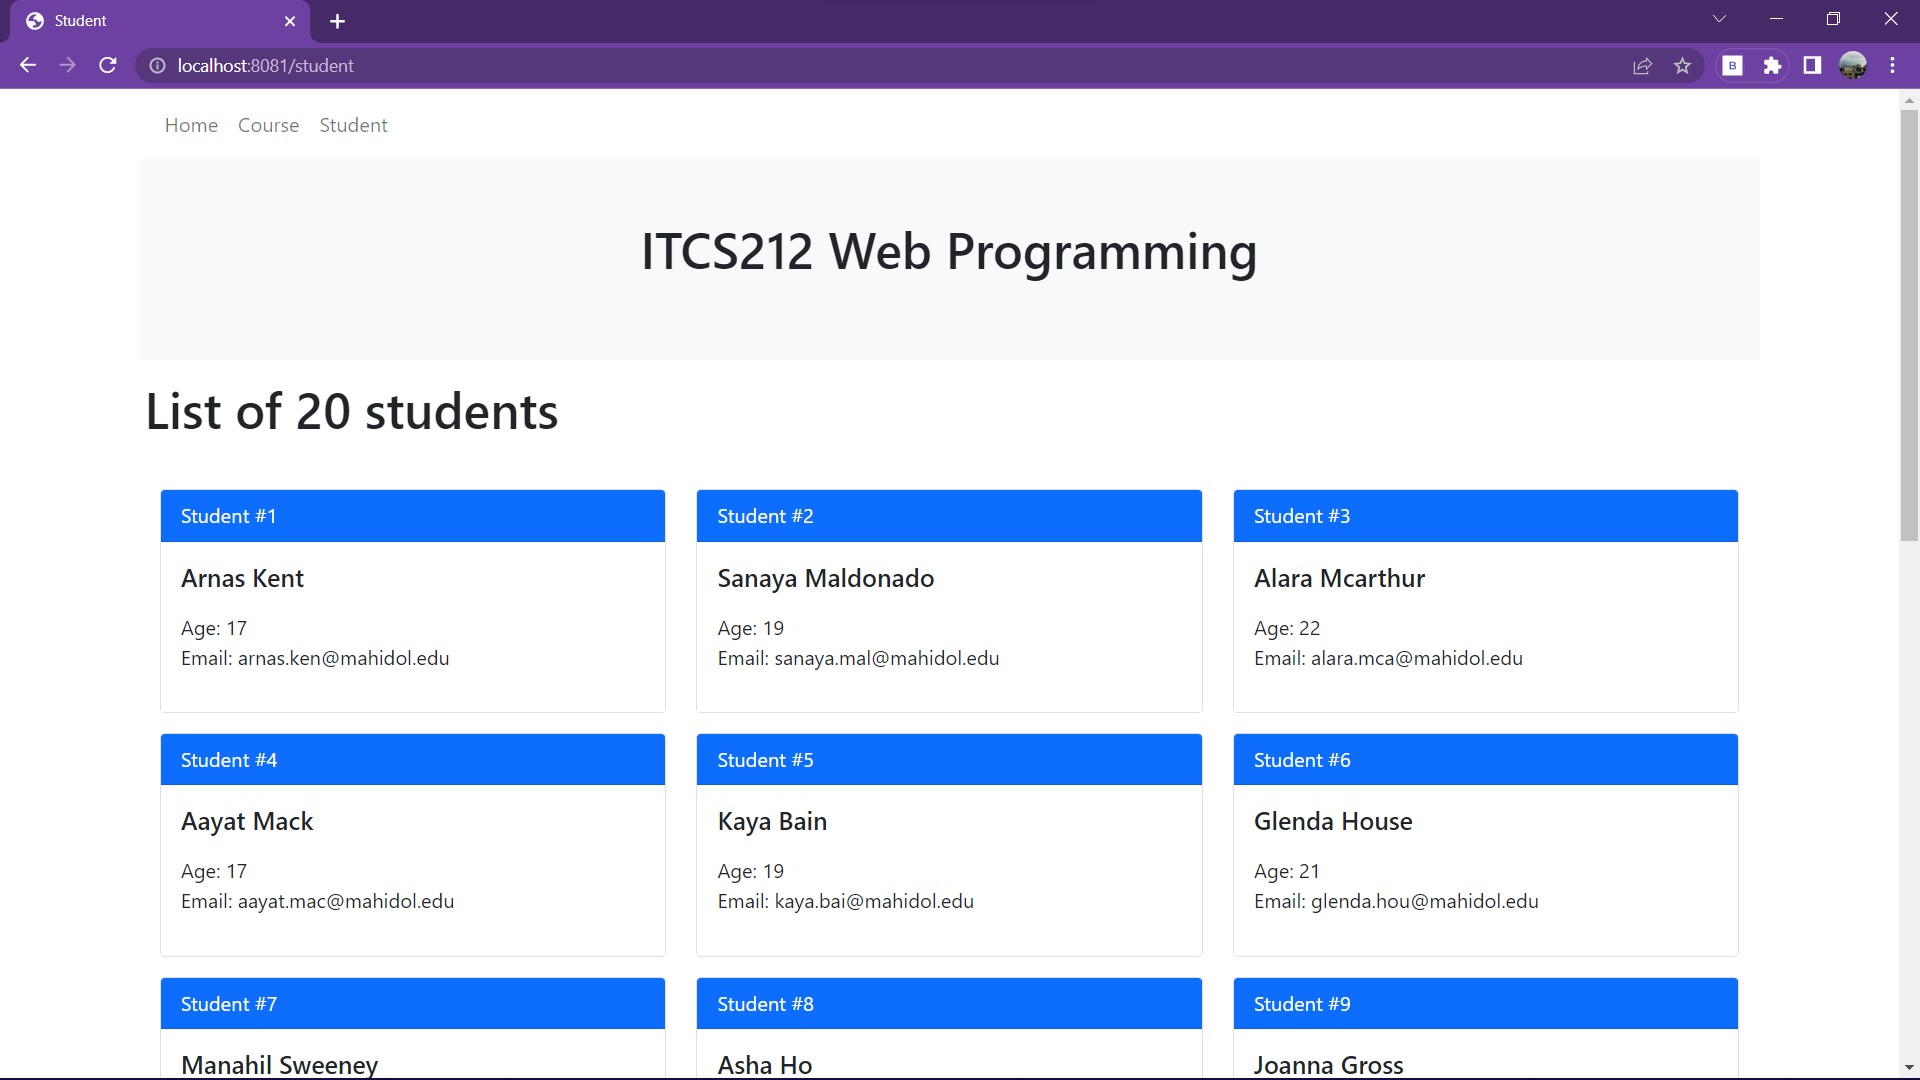 Student
localhost:8081/student
B
Home Course Student
ITCS212 Web Programming
List of 20 students
Student #1
Arnas Kent
Age: 17
Email: arnas.ken@mahidol.edu
Student #2
Sanaya Maldonado
Age: 19
Email: sanaya.mal@mahidol.edu
Student #3
Alara Mcarthur
Age: 22
Email: alara.mca@mahidol.edu
Student #4
Aayat Mack
Age: 17
Email: aayat.mac@mahidol.edu
Student #5
Kaya Bain
Age: 19
Email: kaya.bai@mahidol.edu
Student #6
Glenda House
Age: 21
Email: glenda.hou@mahidol.edu
Student #7
Manahil Sweeney
Student #8
Asha Ho
Student #9
Joanna Gross